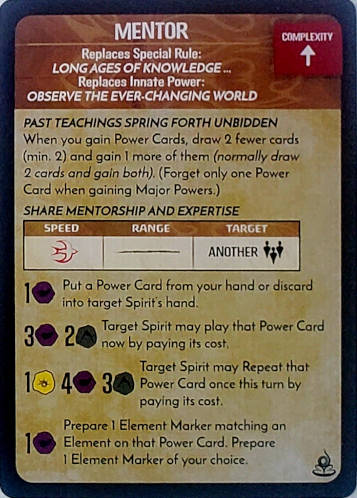 MENTOR
COMPLEXITY
Replaces Special Rule:
LONG AGES OF KNOWLEDGE ...
Replaces Innate Power:
OBSERVE THE EVER-CHANGING WORLD
PAST TEACHINGS SPRING FORTH UNBIDDEN
When you gain Power Cards, draw 2 fewer cards
(min. 2) and gain 1 more of them (normally draw
2 cards and gain both). (Forget only one Power
Card when gaining Major Powers.)
SHARE MENTORSHIP AND EXPERTISE
SPEED RANGE TARGET
ANOTHER
1 Put a Power Card from your hand or discard
into target Spirit's hand.
3 2 Target Spirit may play that Power Card
now by paying its cost.
1 4 3 Target Spirit may Repeat that
Power Card once this turn by
paying its cost.
1 Prepare 1 Element Marker matching an
Element on that Power Card. Prepare
1 Element Marker of your choice.